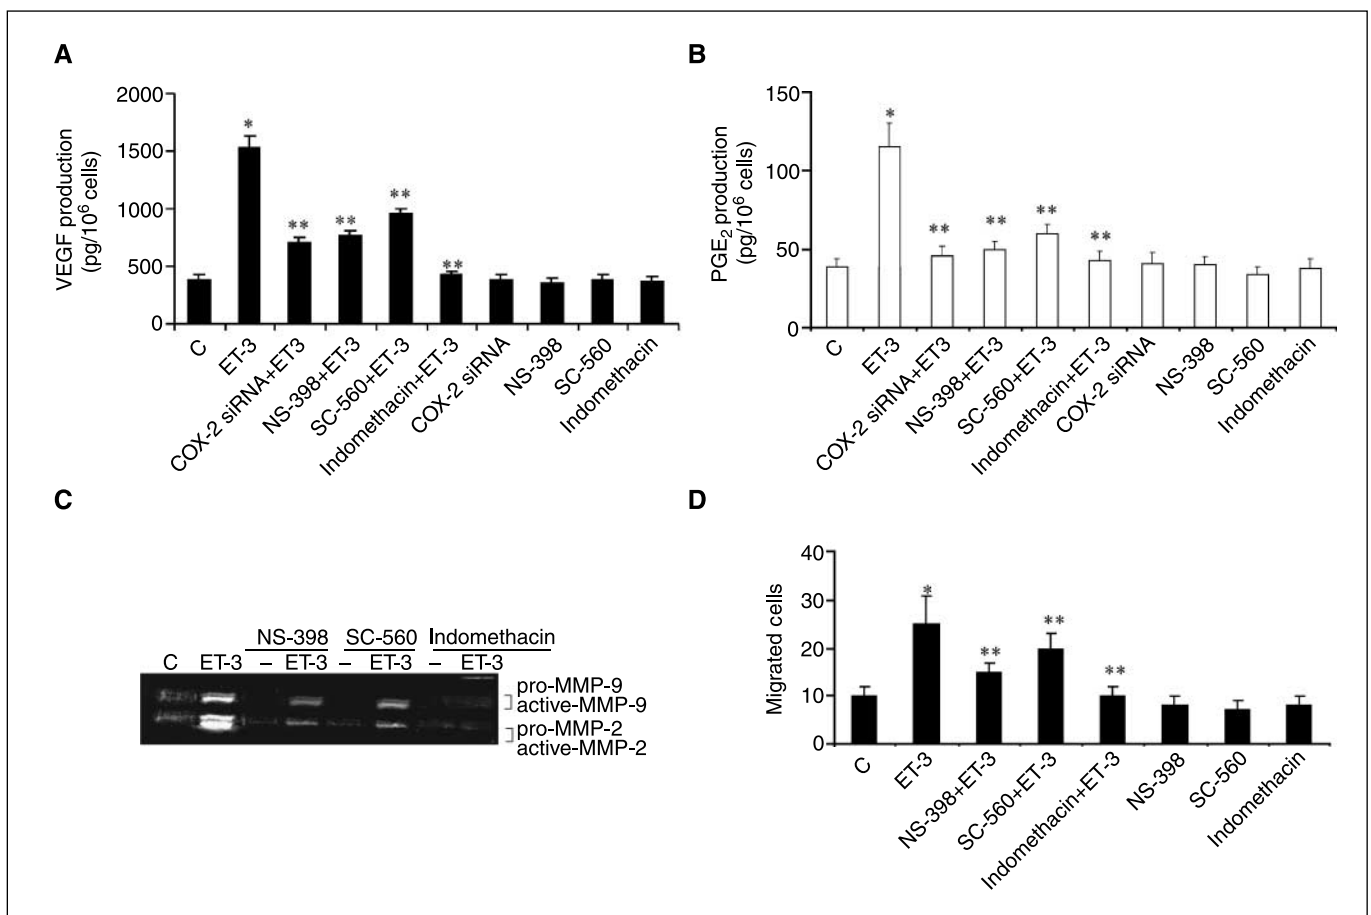 A
VEGF production
(pg/10⁶ cells)
2000
1500
1000
500
0
*
**
**
**
**
C
ET-3
COX-2 siRNA+ET3
NS-398+ET-3
SC-560+ET-3
Indomethacin+ET-3
COX-2 siRNA
NS-398
SC-560
Indomethacin
B
PGE₂ production
(pg/10⁶ cells)
150
100
50
0
*
**
**
**
**
C
ET-3
COX-2 siRNA+ET3
NS-398+ET-3
SC-560+ET-3
Indomethacin+ET-3
COX-2 siRNA
NS-398
SC-560
Indomethacin
C
NS-398 SC-560 Indomethacin
C ET-3 – ET-3 – ET-3 – ET-3
pro-MMP-9
active-MMP-9
pro-MMP-2
active-MMP-2
D
Migrated cells
40
30
20
10
0
*
**
**
**
C
ET-3
NS-398+ET-3
SC-560+ET-3
Indomethacin+ET-3
NS-398
SC-560
Indomethacin